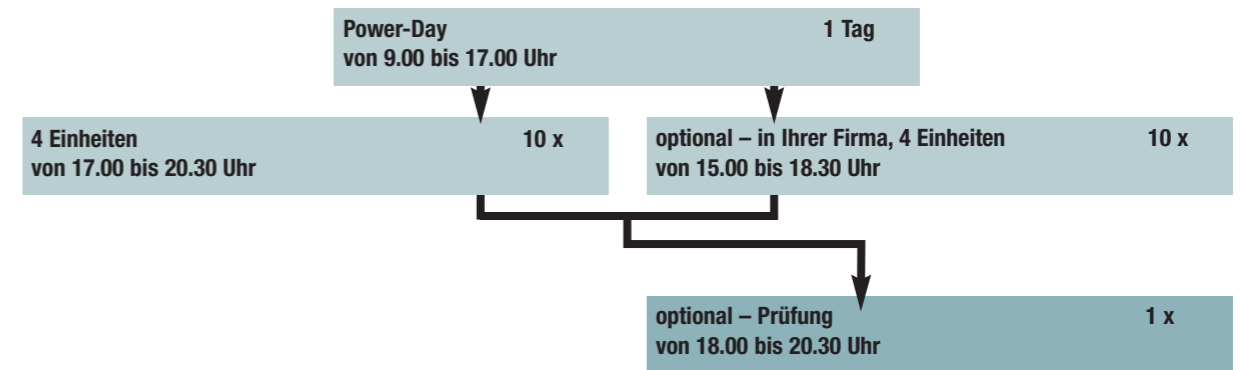 Power-Day 1 Tag
von 9.00 bis 17.00 Uhr
4 Einheiten 10 x
von 17.00 bis 20.30 Uhr
optional – in Ihrer Firma, 4 Einheiten 10 x
von 15.00 bis 18.30 Uhr
optional – Prüfung 1 x
von 18.00 bis 20.30 Uhr